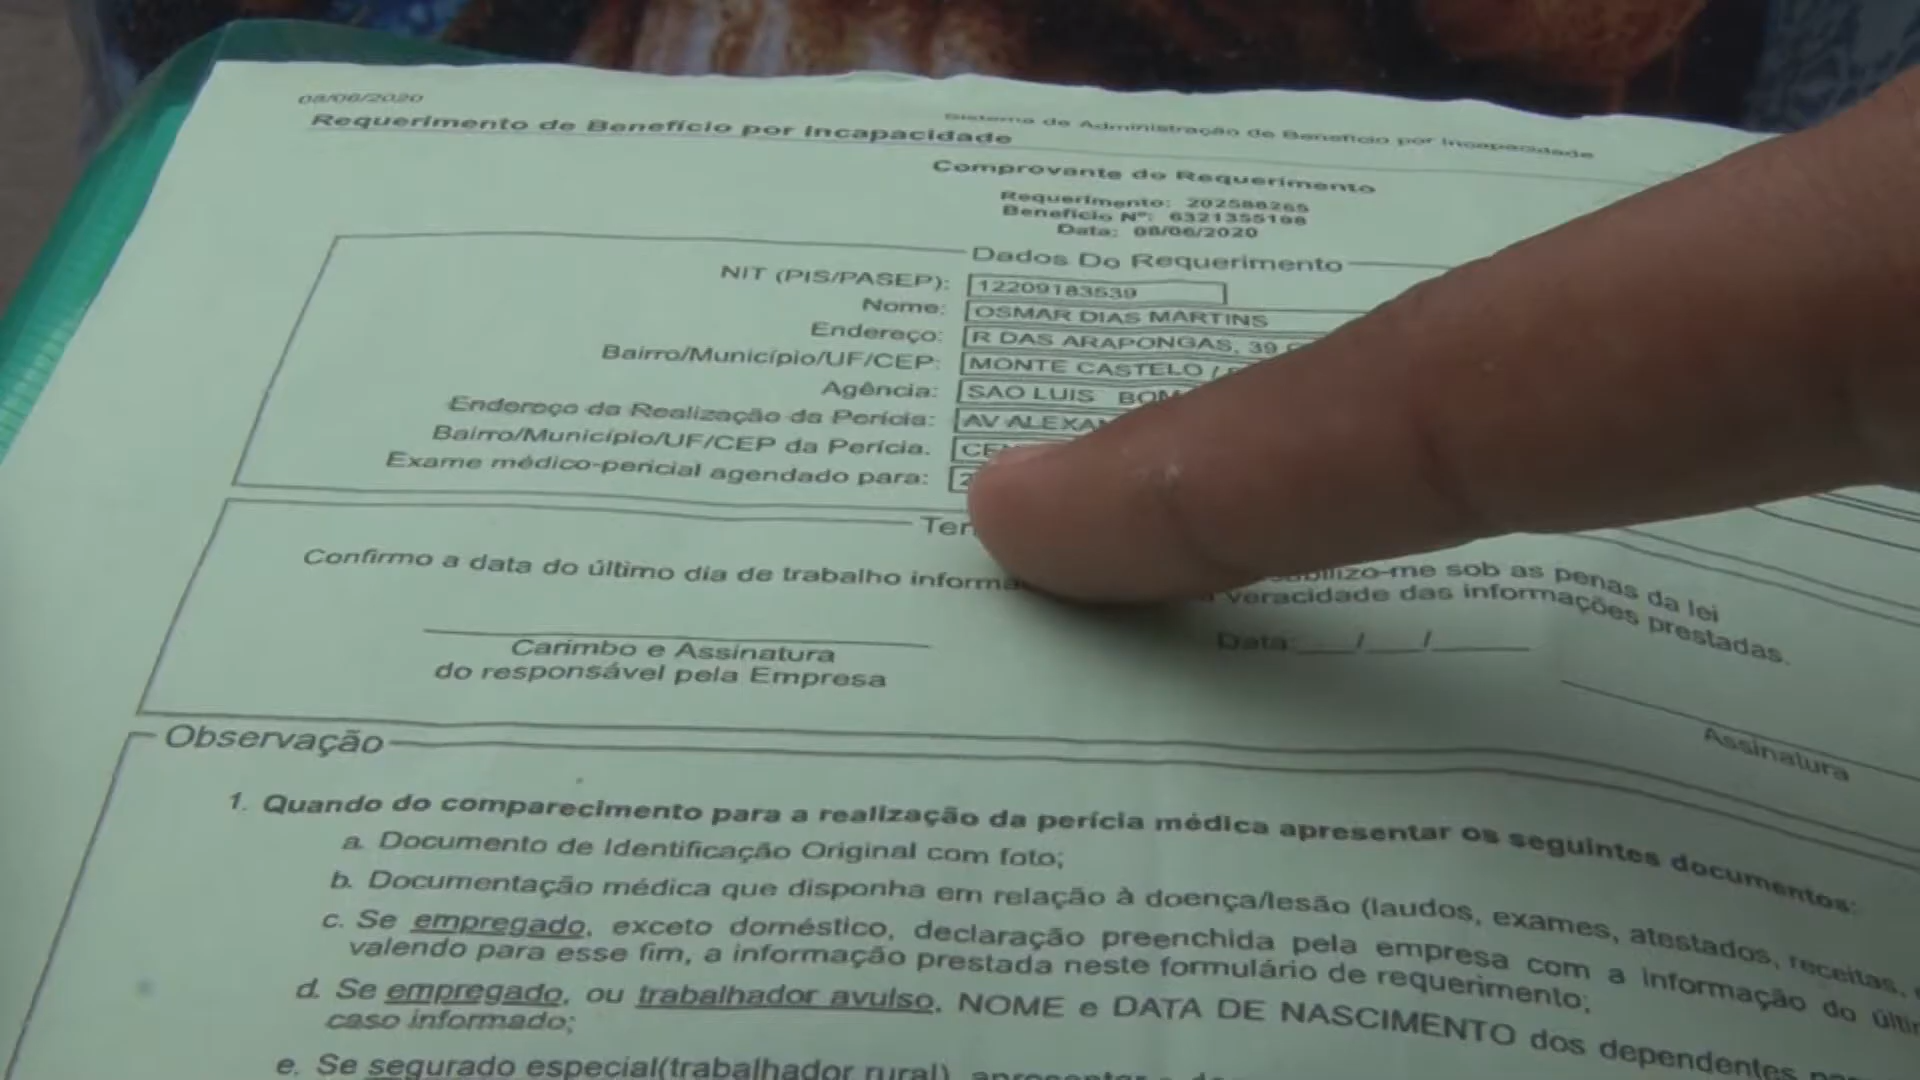 08/06/2020
Sistema de Administração de Benefício por Incapacidade
Requerimento de Benefício por Incapacidade
Comprovante do Requerimento
Requerimento: 202588265
Benefício Nº: 6321355198
Data: 08/06/2020
Dados Do Requerimento
NIT (PIS/PASEP): 12209183539
Nome: OSMAR DIAS MARTINS
Endereço: R DAS ARAPONGAS, 39
Bairro/Município/UF/CEP: MONTE CASTELO /
Agência: SAO LUIS BOM
Endereço da Realização da Perícia: AV ALEXAN
Bairro/Município/UF/CEP da Perícia. CEN
Exame médico-pericial agendado para: 2
Ter
Confirmo a data do último dia de trabalho informa
bilizo-me sob as penas da lei
veracidade das informações prestadas.
Carimbo e Assinatura
do responsável pela Empresa
Data:___/___/______
Assinatura
Observação
1. Quando do comparecimento para a realização da perícia médica apresentar os seguintes documentos:
a. Documento de Identificação Original com foto;
b. Documentação médica que disponha em relação à doença/lesão (laudos, exames, atestados, receitas,
c. Se empregado, exceto doméstico, declaração preenchida pela empresa com a informação do últi
valendo para esse fim, a informação prestada neste formulário de requerimento;
d. Se empregado, ou trabalhador avulso, NOME e DATA DE NASCIMENTO dos dependentes
caso informado;
e. Se segurado especial(trabalhador rural), apresentar